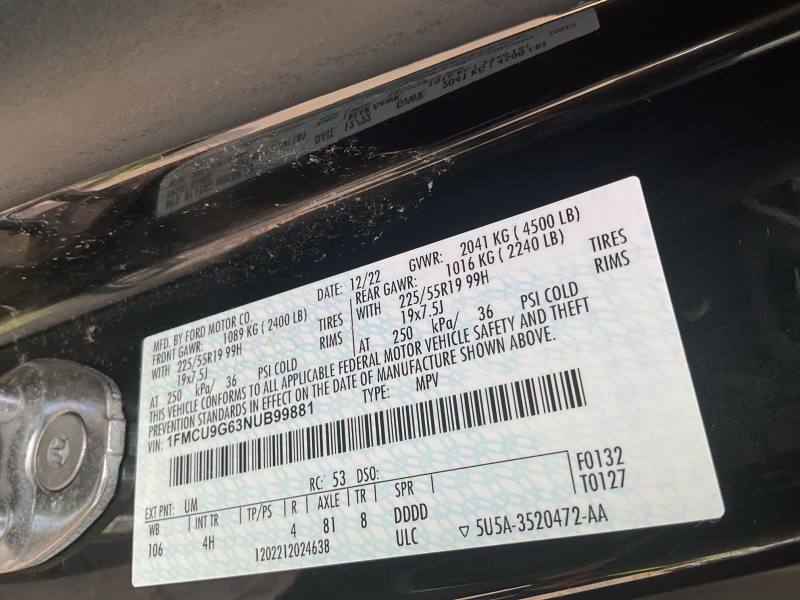 MFD. BY FORD MOTOR CO.
DATE: 12/22 GVWR: 2041 KG ( 4500 LB)
FRONT GAWR: 1089 KG ( 2400 LB)
REAR GAWR: 1016 KG ( 2240 LB)
WITH 225/55R19 99H TIRES
WITH 225/55R19 99H TIRES
19x7.5J RIMS
19x7.5J RIMS
AT 250 kPa/ 36 PSI COLD
AT 250 kPa/ 36 PSI COLD
THIS VEHICLE CONFORMS TO ALL APPLICABLE FEDERAL MOTOR VEHICLE SAFETY AND THEFT
PREVENTION STANDARDS IN EFFECT ON THE DATE OF MANUFACTURE SHOWN ABOVE.
VIN: 1FMCU9G63NUB99881 TYPE: MPV
EXT PNT: UM RC: 53 DSO: F0132
T0127
WB INT TR TP/PS R AXLE TR SPR
106 4H 4 81 8 DDDD
1202212024638 ULC ▽ 5U5A-3520472-AA